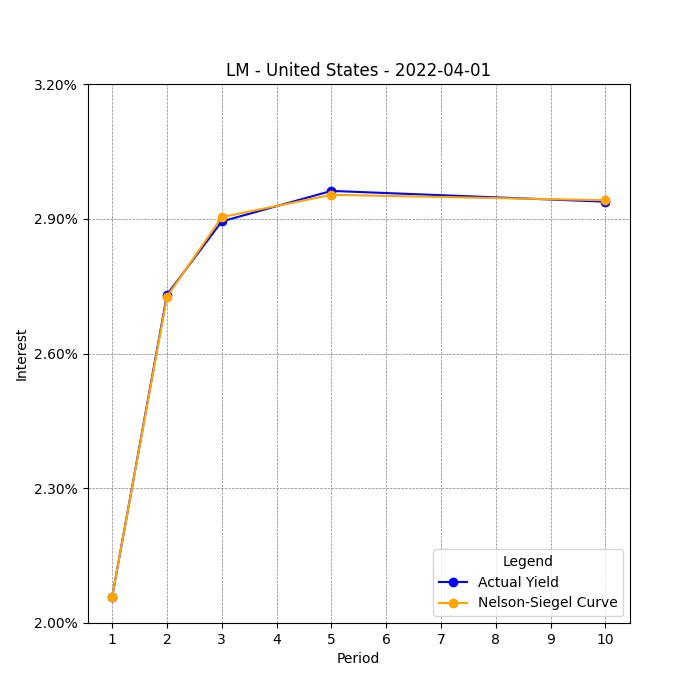 LM - United States - 2022-04-01
3.20%
2.90%
2.60%
2.30%
2.00%
Interest
1 2 3 4 5 6 7 8 9 10
Period
Legend
Actual Yield
Nelson-Siegel Curve